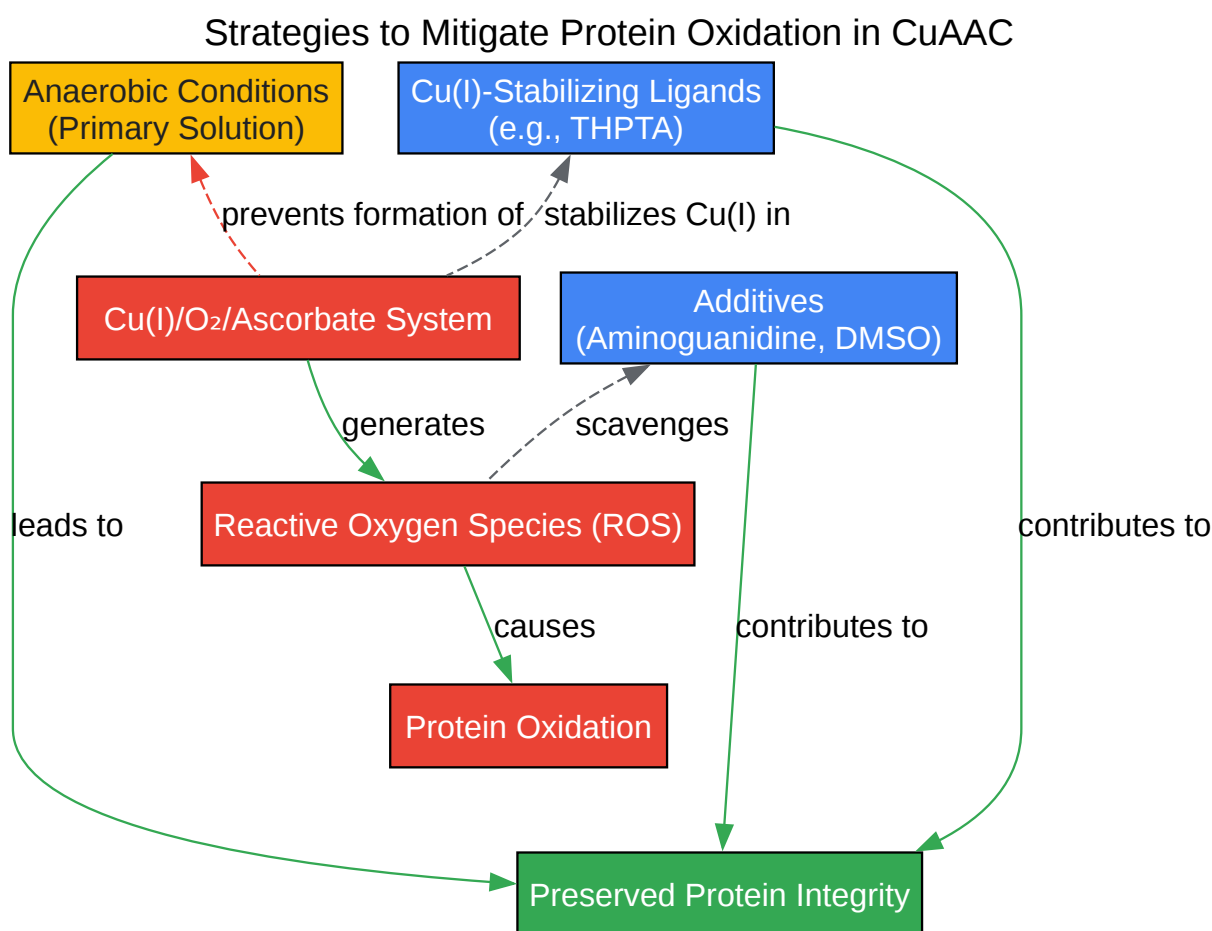 Strategies to Mitigate Protein Oxidation in CuAAC
Anaerobic Conditions
(Primary Solution)
Cu(I)-Stabilizing Ligands
(e.g., THPTA)
prevents formation of
stabilizes Cu(I) in
Cu(I)/O₂/Ascorbate System
Additives
(Aminoguanidine, DMSO)
generates
scavenges
leads to
Reactive Oxygen Species (ROS)
contributes to
causes
contributes to
Protein Oxidation
Preserved Protein Integrity